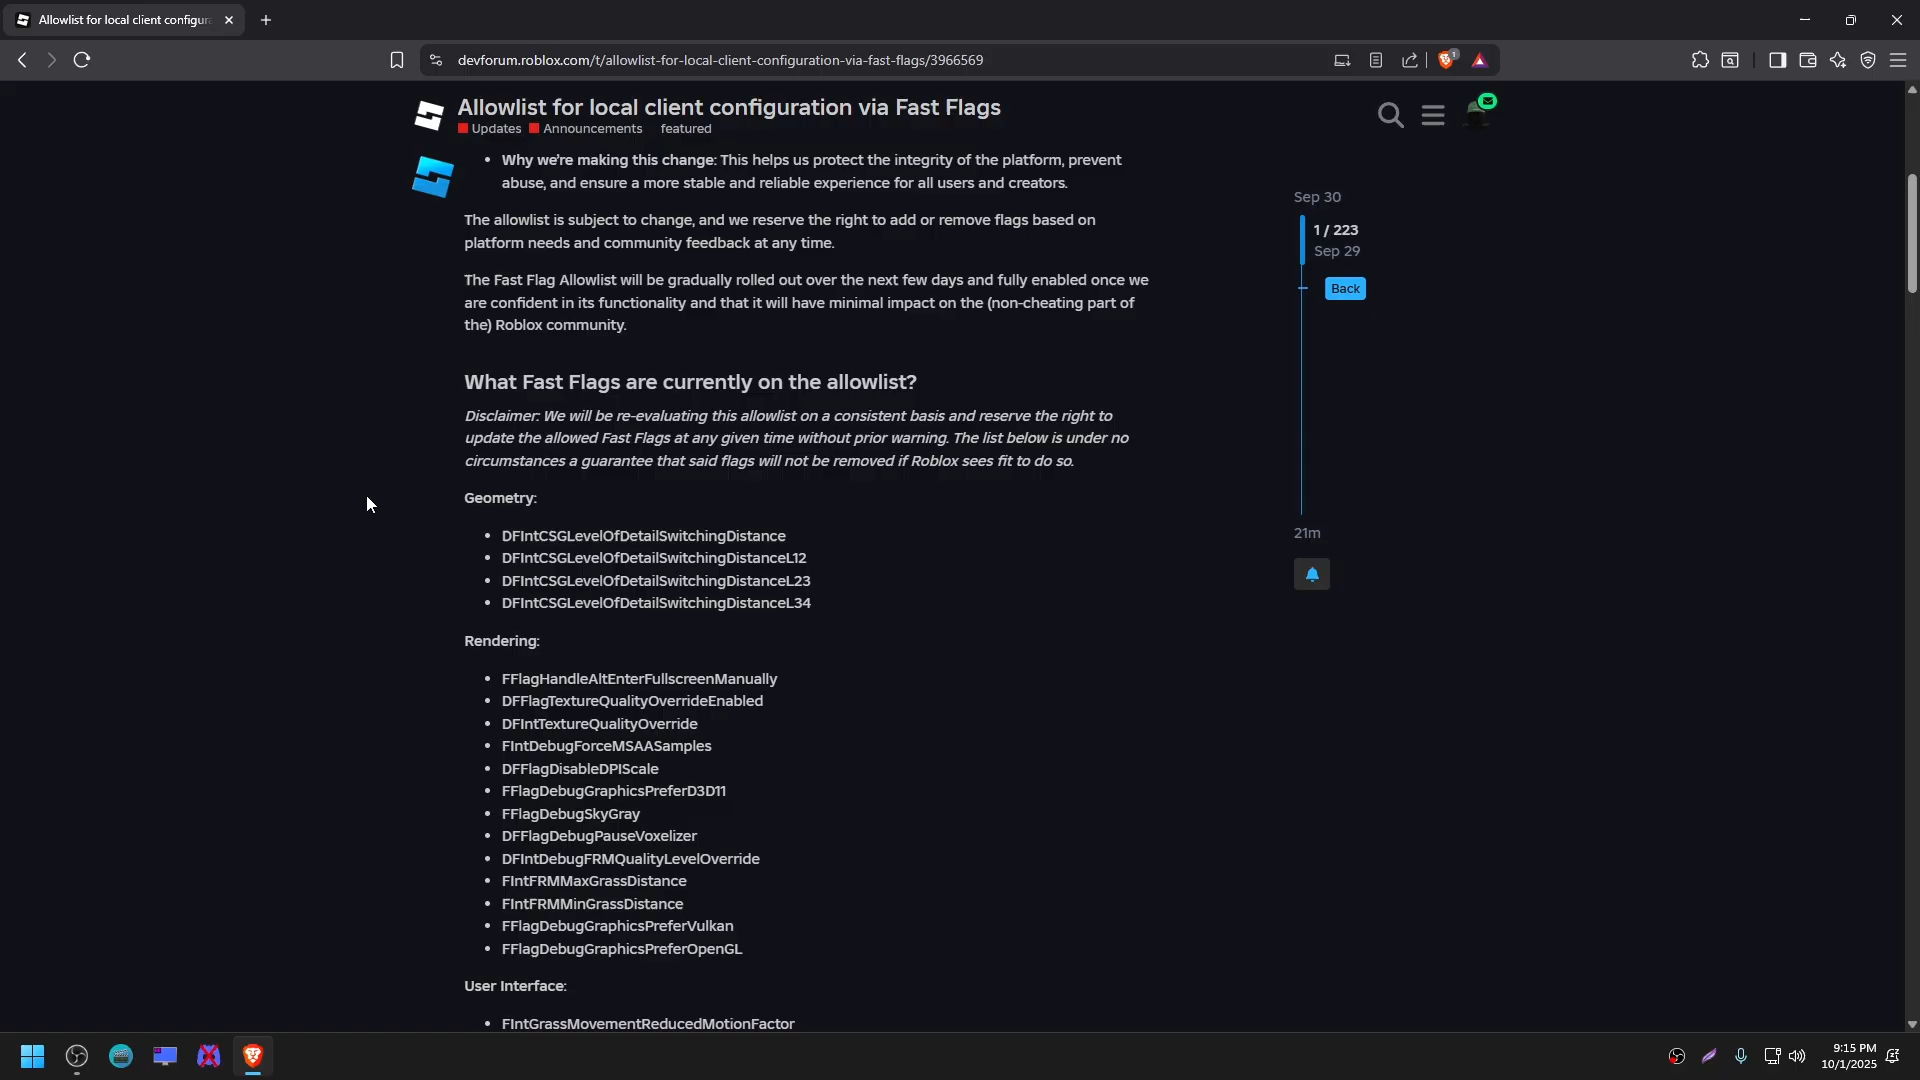 Allowlist for local client configura
devforum.roblox.com/t/allowlist-for-local-client-configuration-via-fast-flags/3966569
1
Allowlist for local client configuration via Fast Flags
Updates Announcements featured
• Why we're making this change: This helps us protect the integrity of the platform, prevent
abuse, and ensure a more stable and reliable experience for all users and creators.
The allowlist is subject to change, and we reserve the right to add or remove flags based on
platform needs and community feedback at any time.
The Fast Flag Allowlist will be gradually rolled out over the next few days and fully enabled once we
are confident in its functionality and that it will have minimal impact on the (non-cheating part of
the) Roblox community.
What Fast Flags are currently on the allowlist?
Disclaimer: We will be re-evaluating this allowlist on a consistent basis and reserve the right to
update the allowed Fast Flags at any given time without prior warning. The list below is under no
circumstances a guarantee that said flags will not be removed if Roblox sees fit to do so.
Geometry:
• DFIntCSGLevelOfDetailSwitchingDistance
• DFIntCSGLevelOfDetailSwitchingDistanceL12
• DFIntCSGLevelOfDetailSwitchingDistanceL23
• DFIntCSGLevelOfDetailSwitchingDistanceL34
Rendering:
• FFlagHandleAltEnterFullscreenManually
• DFFlagTextureQualityOverrideEnabled
• DFIntTextureQualityOverride
• FIntDebugForceMSAASamples
• DFFlagDisableDPIScale
• FFlagDebugGraphicsPreferD3D11
• FFlagDebugSkyGray
• DFFlagDebugPauseVoxelizer
• DFIntDebugFRMQualityLevelOverride
• FIntFRMMaxGrassDistance
• FIntFRMMinGrassDistance
• FFlagDebugGraphicsPreferVulkan
• FFlagDebugGraphicsPreferOpenGL
User Interface:
• FIntGrassMovementReducedMotionFactor
Sep 30
1 / 223
Sep 29
Back
21m
9:15 PM
10/1/2025